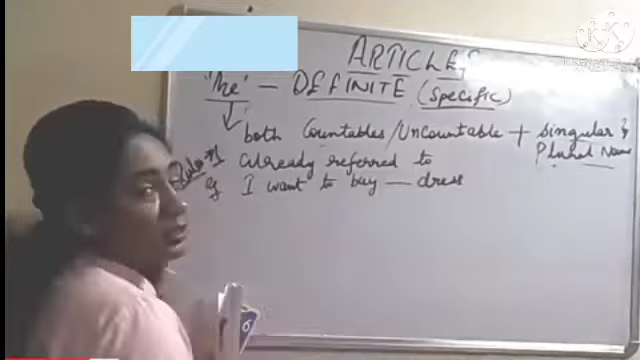 ARTICLES
'The' – DEFINITE (Specific)
both Countables/Uncountable + Singular &
Plural Name
Rule #1 Already referred to
eg I want to buy — dress